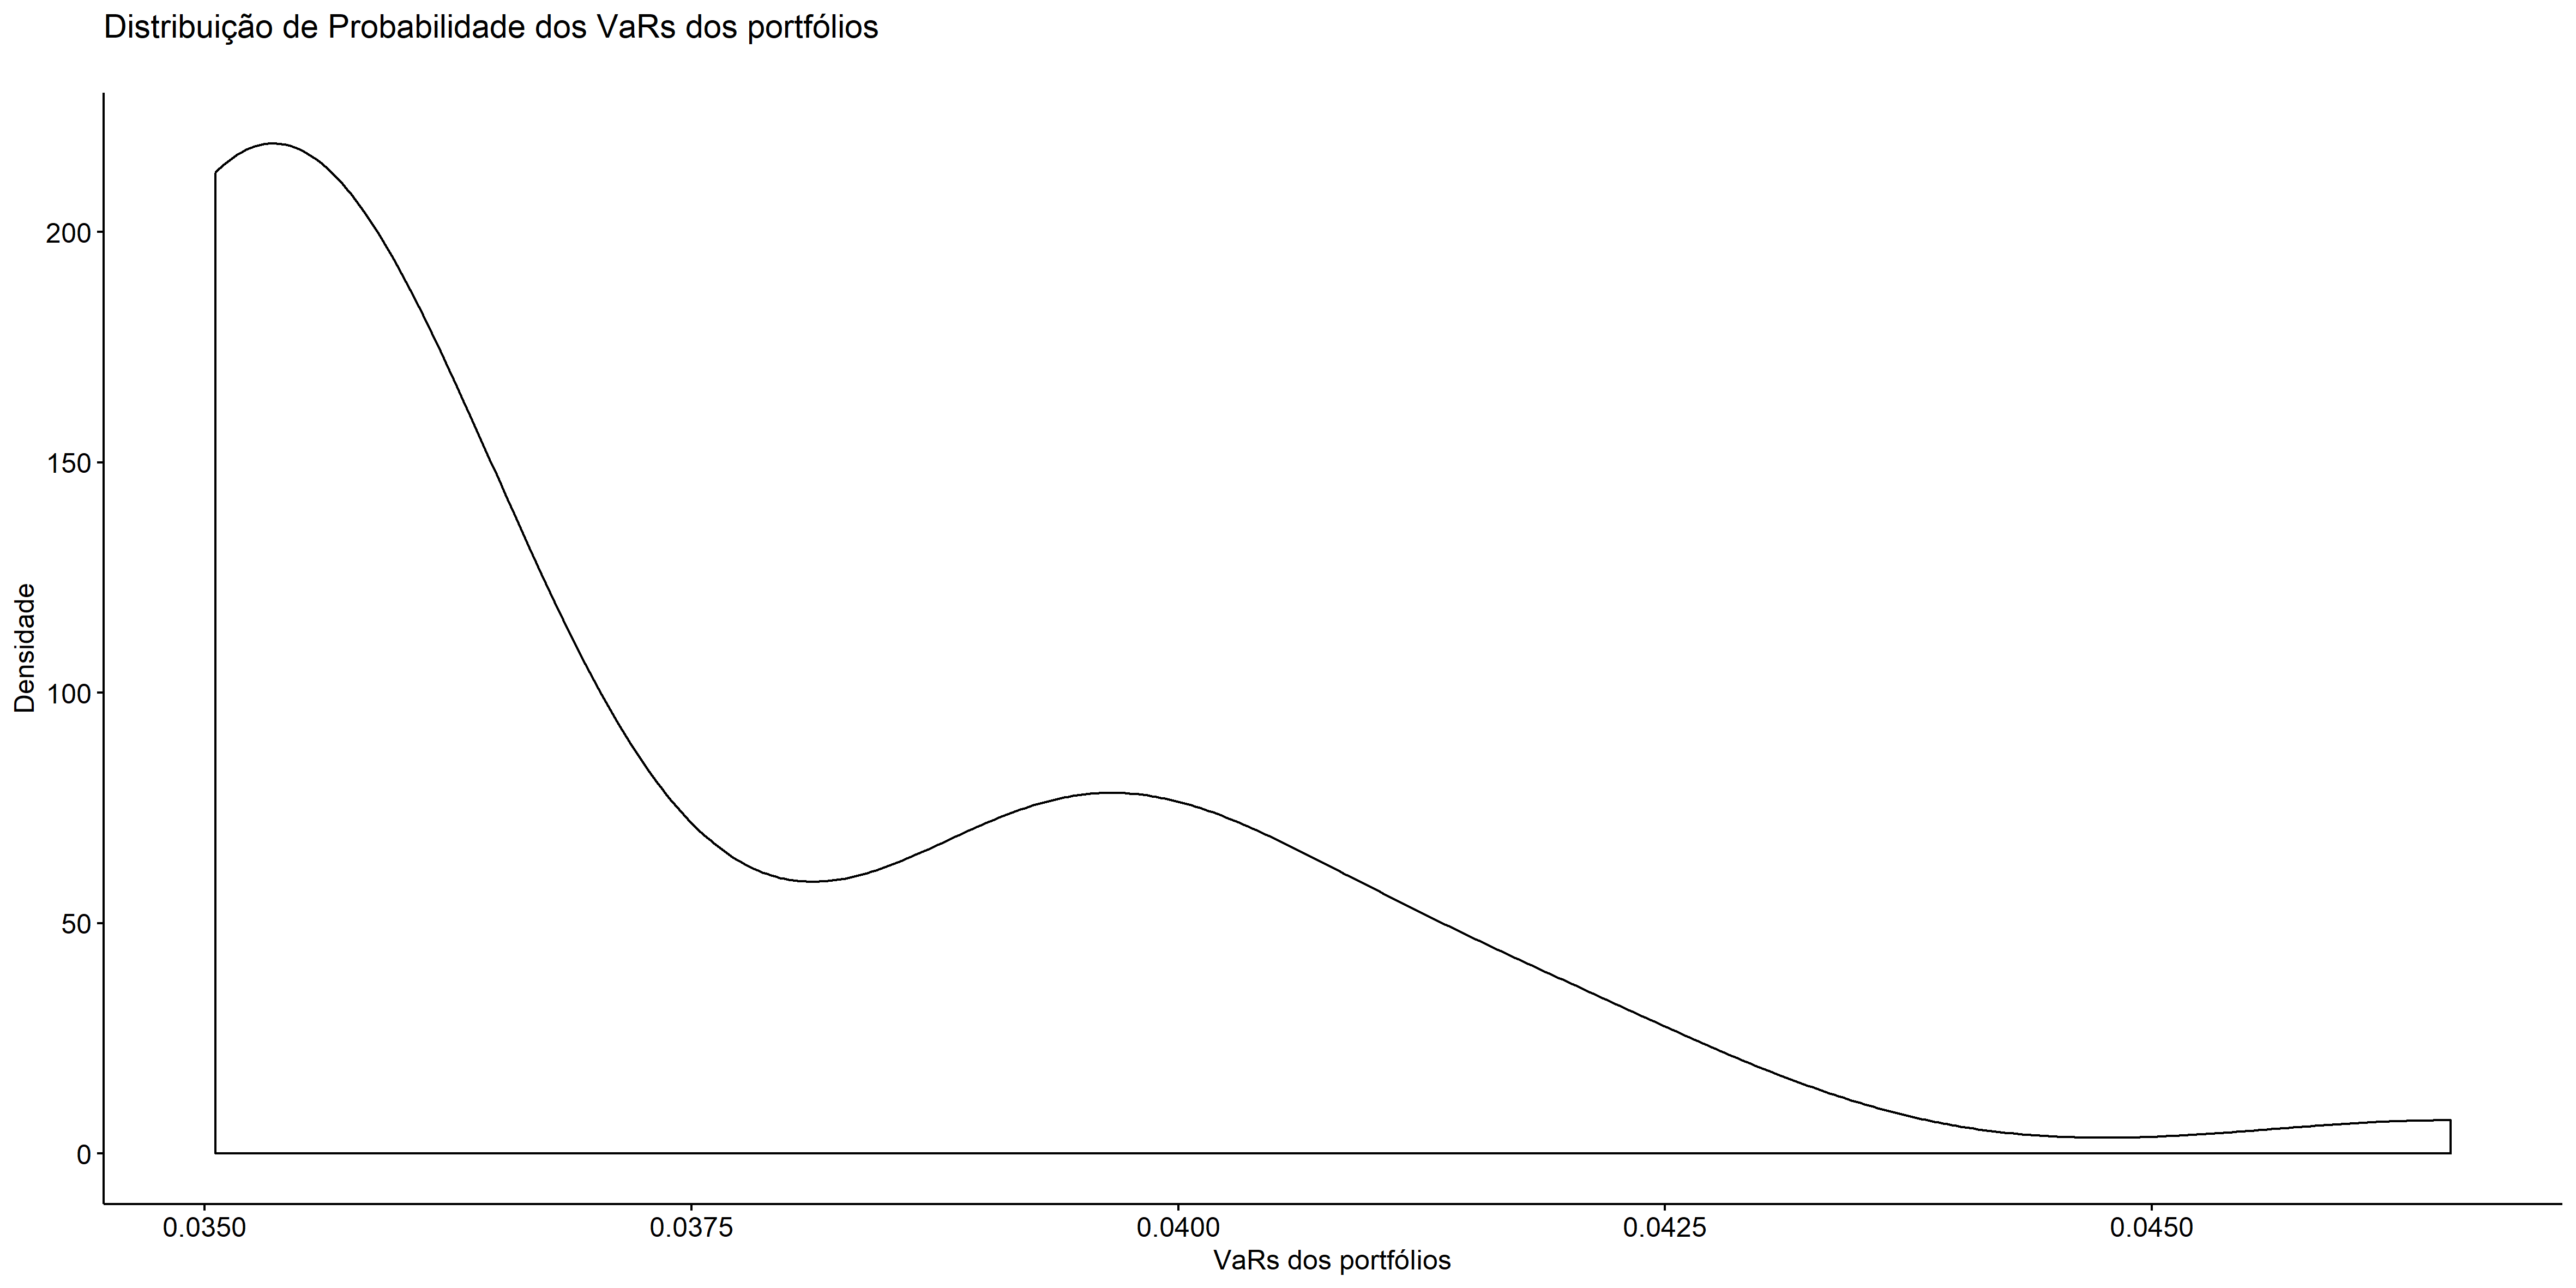 Distribuição de Probabilidade dos VaRs dos portfólios
Densidade
200
150
100
50
0
0.0350 0.0375 0.0400 0.0425 0.0450
VaRs dos portfólios